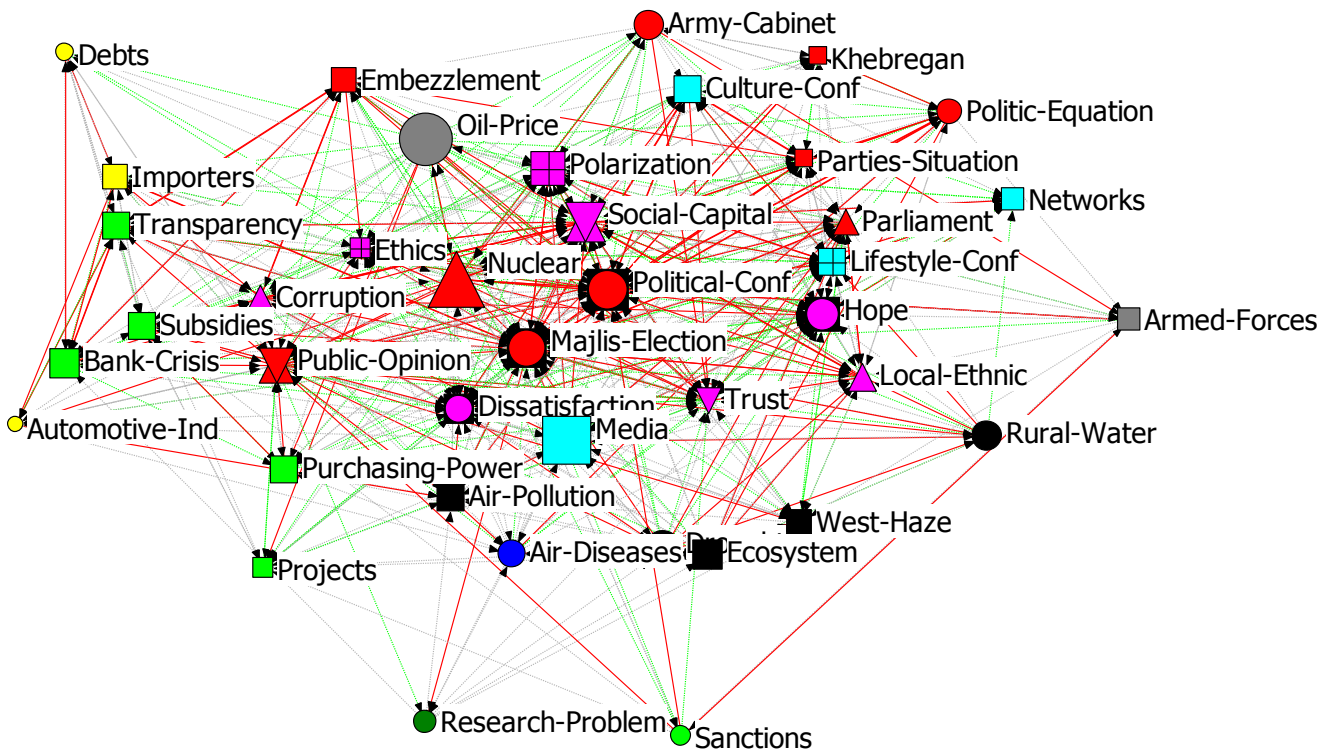 Army-Cabinet
Debts
Khebregan
Embezzlement
Culture-Conf
Politic-Equation
Oil-Price
Polarization
Parties-Situation
Importers
Networks
Transparency
Social-Capital
Parliament
Ethics
Nuclear
Lifestyle-Conf
Political-Conf
Corruption
Hope
Armed-Forces
Subsidies
Majlis-Election
Bank-Crisis
Public-Opinion
Local-Ethnic
Dissatisfaction
Trust
Automotive-Ind
Media
Rural-Water
Purchasing-Power
Air-Pollution
West-Haze
Air-Diseases
Ecosystem
Projects
Research-Problem
Sanctions